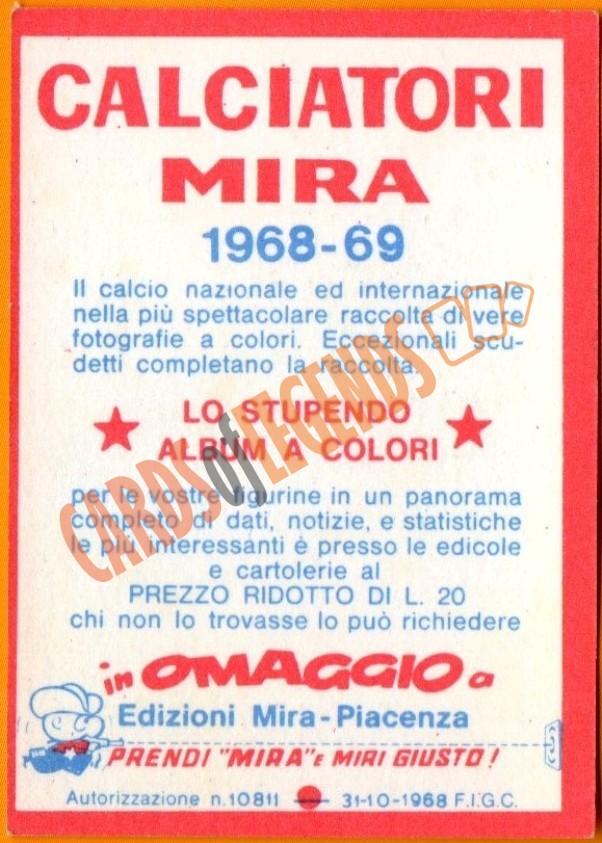 CALCIATORI
MIRA
1968-69
Il calcio nazionale ed internazionale
nella più spettacolare raccolta di vere
fotografie a colori. Eccezionali scu-
detti completano la raccolta.
LO STUPENDO
ALBUM A COLORI
per le vostre figurine in un panorama
completo di dati, notizie, e statistiche
le più interessanti è presso le edicole
e cartolerie al
PREZZO RIDOTTO DI L. 20
chi non lo trovasse lo può richiedere
in OMAGGIO a
Edizioni Mira-Piacenza
PRENDI "MIRA" E MIRI GIUSTO!
Autorizzazione n.10811 31-10-1968 F.I.G.C.
CARDS of LEGENDS